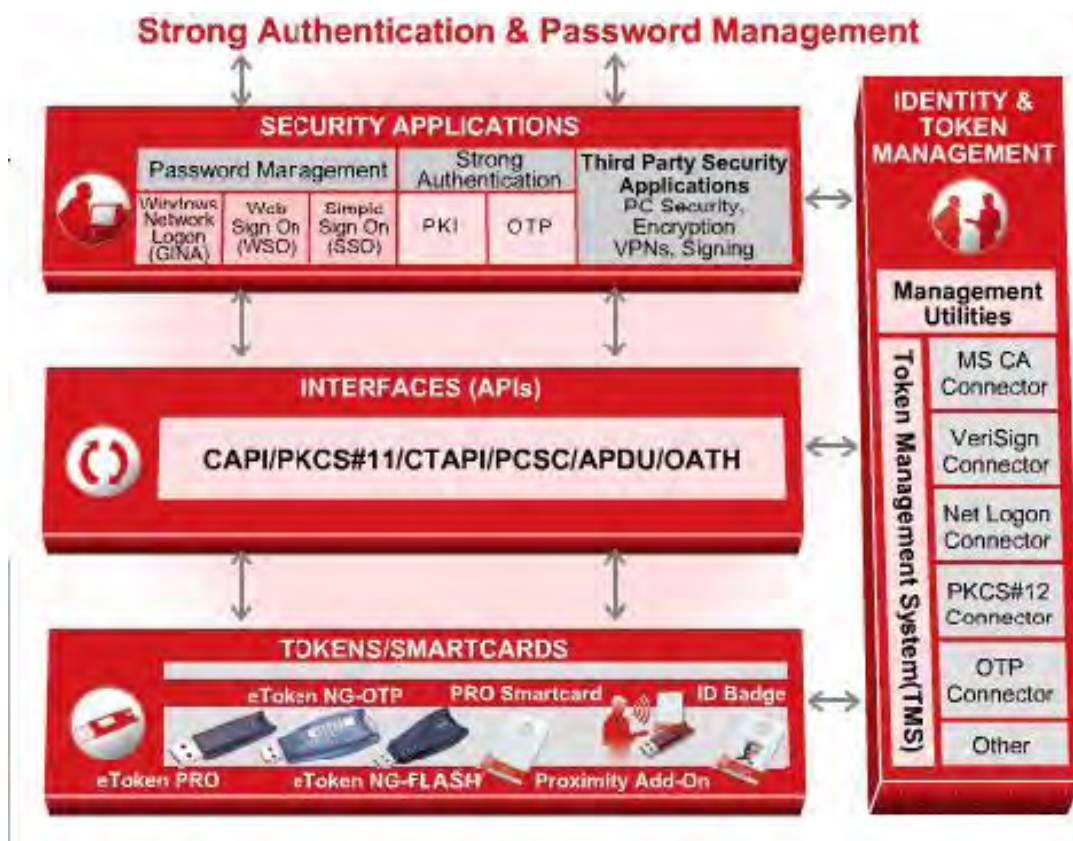 Strong Authentication & Password Management
SECURITY APPLICATIONS
Password Management
Windows
Network
Logon
(GINA)
Web
Sign On
(WSO)
Simple
Sign On
(SSO)
Strong
Authentication
PKI
OTP
Third Party Security
Applications
PC Security,
Encryption
VPNs, Signing
INTERFACES (APIs)
CAPI/PKCS#11/CTAPI/PCSC/APDU/OATH
TOKENS/SMARTCARDS
eToken NG-OTP
PRO Smartcard
ID Badge
eToken PRO
eToken NG-FLASH
Proximity Add-On
IDENTITY &
TOKEN
MANAGEMENT
Management
Utilities
Token Management System(TMS)
MS CA
Connector
VeriSign
Connector
Net Logon
Connector
PKCS#12
Connector
OTP
Connector
Other